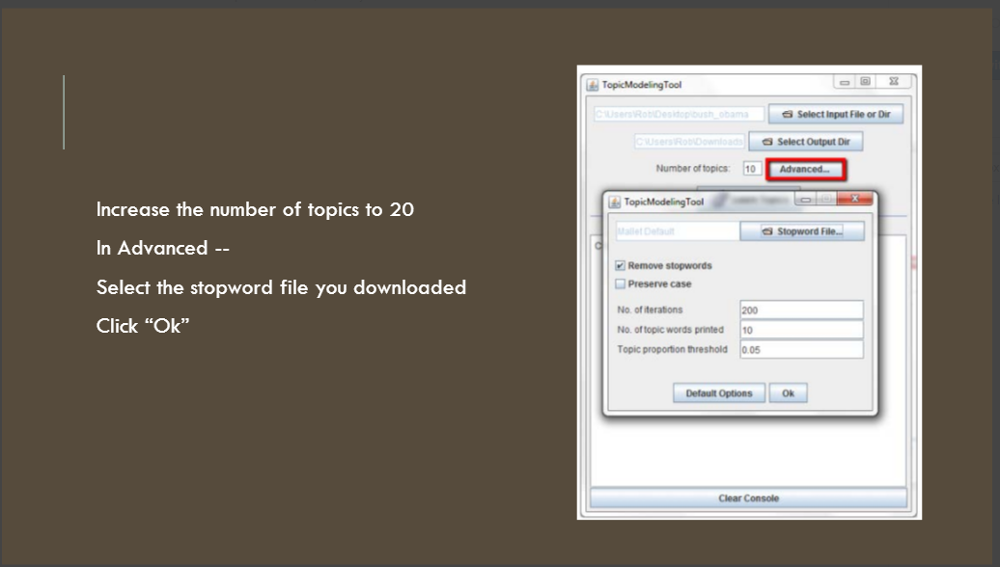 Increase the number of topics to 20
In Advanced --
Select the stopword file you downloaded
Click “Ok”
TopicModelingTool
C:\Users\Rob\Desktop\bush_obama
Select Input File or Dir
C:\Users\Rob\Downloads
Select Output Dir
Number of topics:
10
Advanced...
TopicModelingTool
Mallet Default
Stopword File...
Remove stopwords
Preserve case
No. of iterations
200
No. of topic words printed
10
Topic proportion threshold
0.05
Default Options
Ok
Clear Console